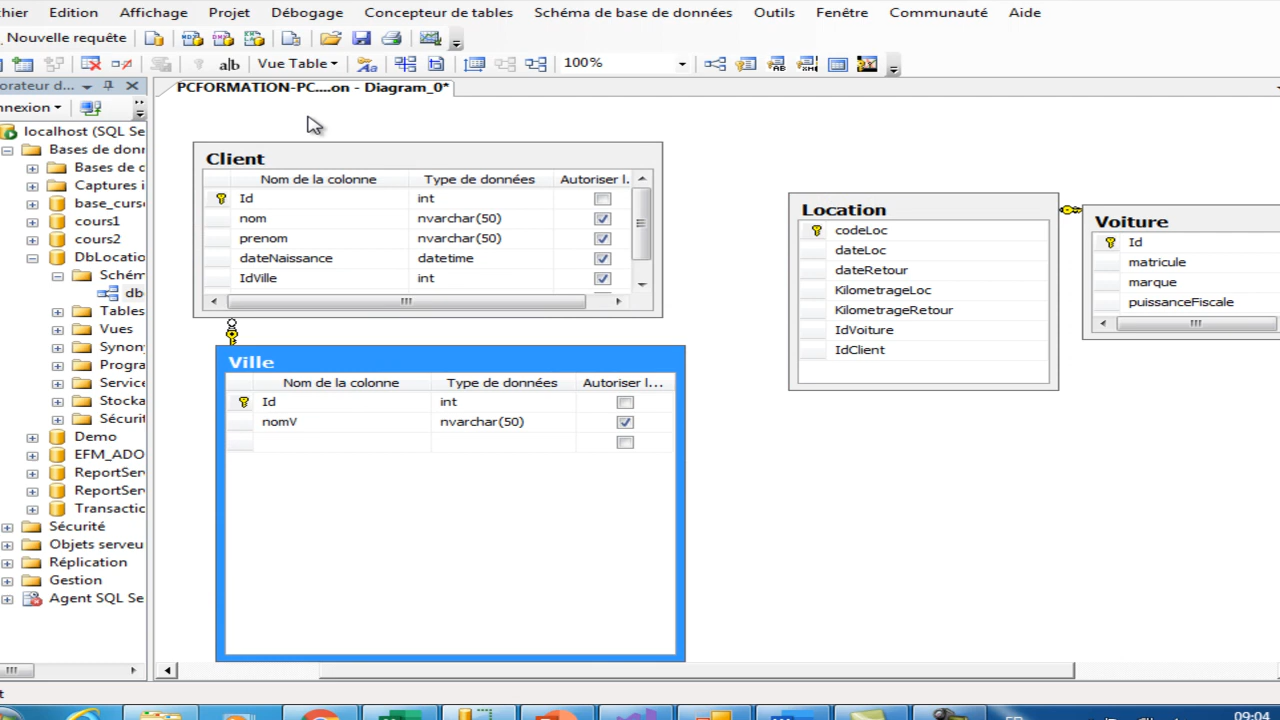 hier Edition Affichage Projet Débogage Concepteur de tables Schéma de base de données Outils Fenêtre Communauté Aide
Nouvelle requête
a|b Vue Table 100%
orateur d...
PCFORMATION-PC....on - Diagram_0*
nnexion
localhost (SQL Se
Bases de donn
Bases de c
Captures i
base_curse
cours1
cours2
DbLocatio
Schém
db
Tables
Vues
Synon
Progra
Service
Stocka
Sécuri
Demo
EFM_ADO
ReportSer
ReportSer
Transactic
Sécurité
Objets serveu
Réplication
Gestion
Agent SQL Se
Client
Nom de la colonne Type de données Autoriser l.
Id int
nom nvarchar(50)
prenom nvarchar(50)
dateNaissance datetime
IdVille int
Ville
Nom de la colonne Type de données Autoriser l...
Id int
nomV nvarchar(50)
Location
codeLoc
dateLoc
dateRetour
KilometrageLoc
KilometrageRetour
IdVoiture
IdClient
Voiture
Id
matricule
marque
puissanceFiscale
t
09:04